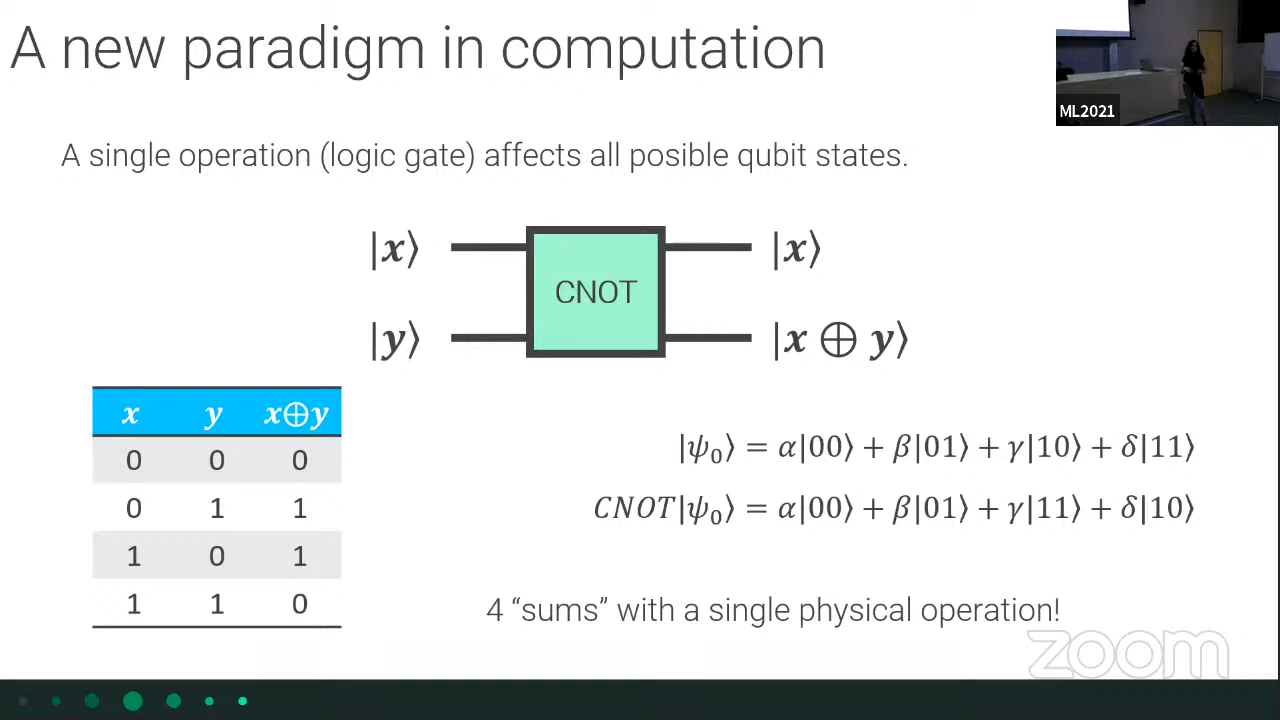 A new paradigm in computation
ML2021
A single operation (logic gate) affects all posible qubit states.
|x⟩ CNOT |x⟩
|y⟩ |x ⊕ y⟩
x y x⊕y
0 0 0
0 1 1
1 0 1
1 1 0
|ψ₀⟩ = α|00⟩ + β|01⟩ + γ|10⟩ + δ|11⟩
CNOT|ψ₀⟩ = α|00⟩ + β|01⟩ + γ|11⟩ + δ|10⟩
4 “sums” with a single physical operation!
zoom